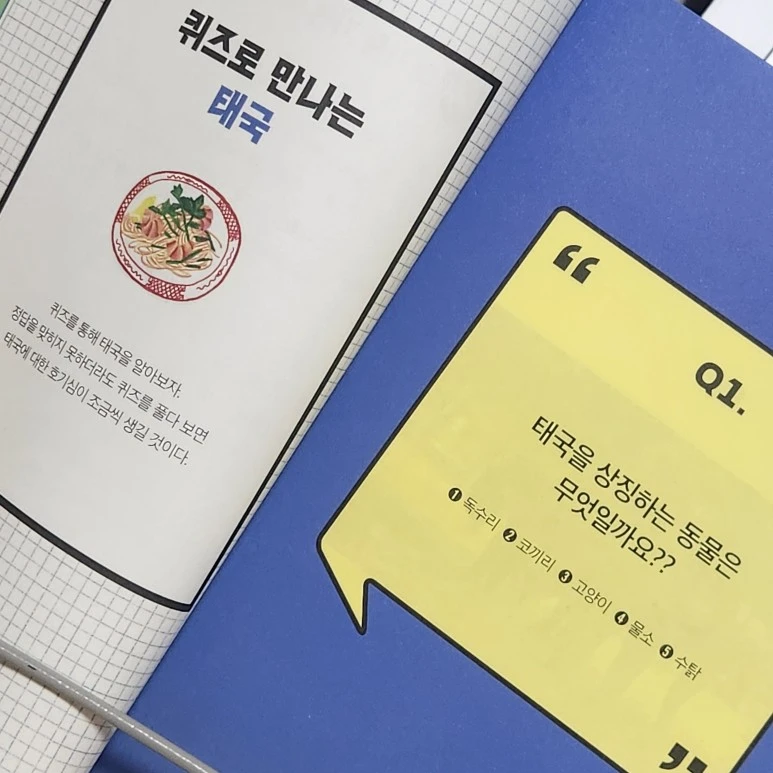 퀴즈로 만나는
태국
퀴즈를 통해 태국을 알아보자.
정답을 맞히지 못하더라도 퀴즈를 풀다 보면
태국에 대한 호기심이 조금씩 생길 것이다.
“
Q1.
태국을 상징하는 동물은
무엇일까요??
❶ 독수리 ❷ 코끼리 ❸ 고양이 ❹ 물소 ❺ 수탉
”